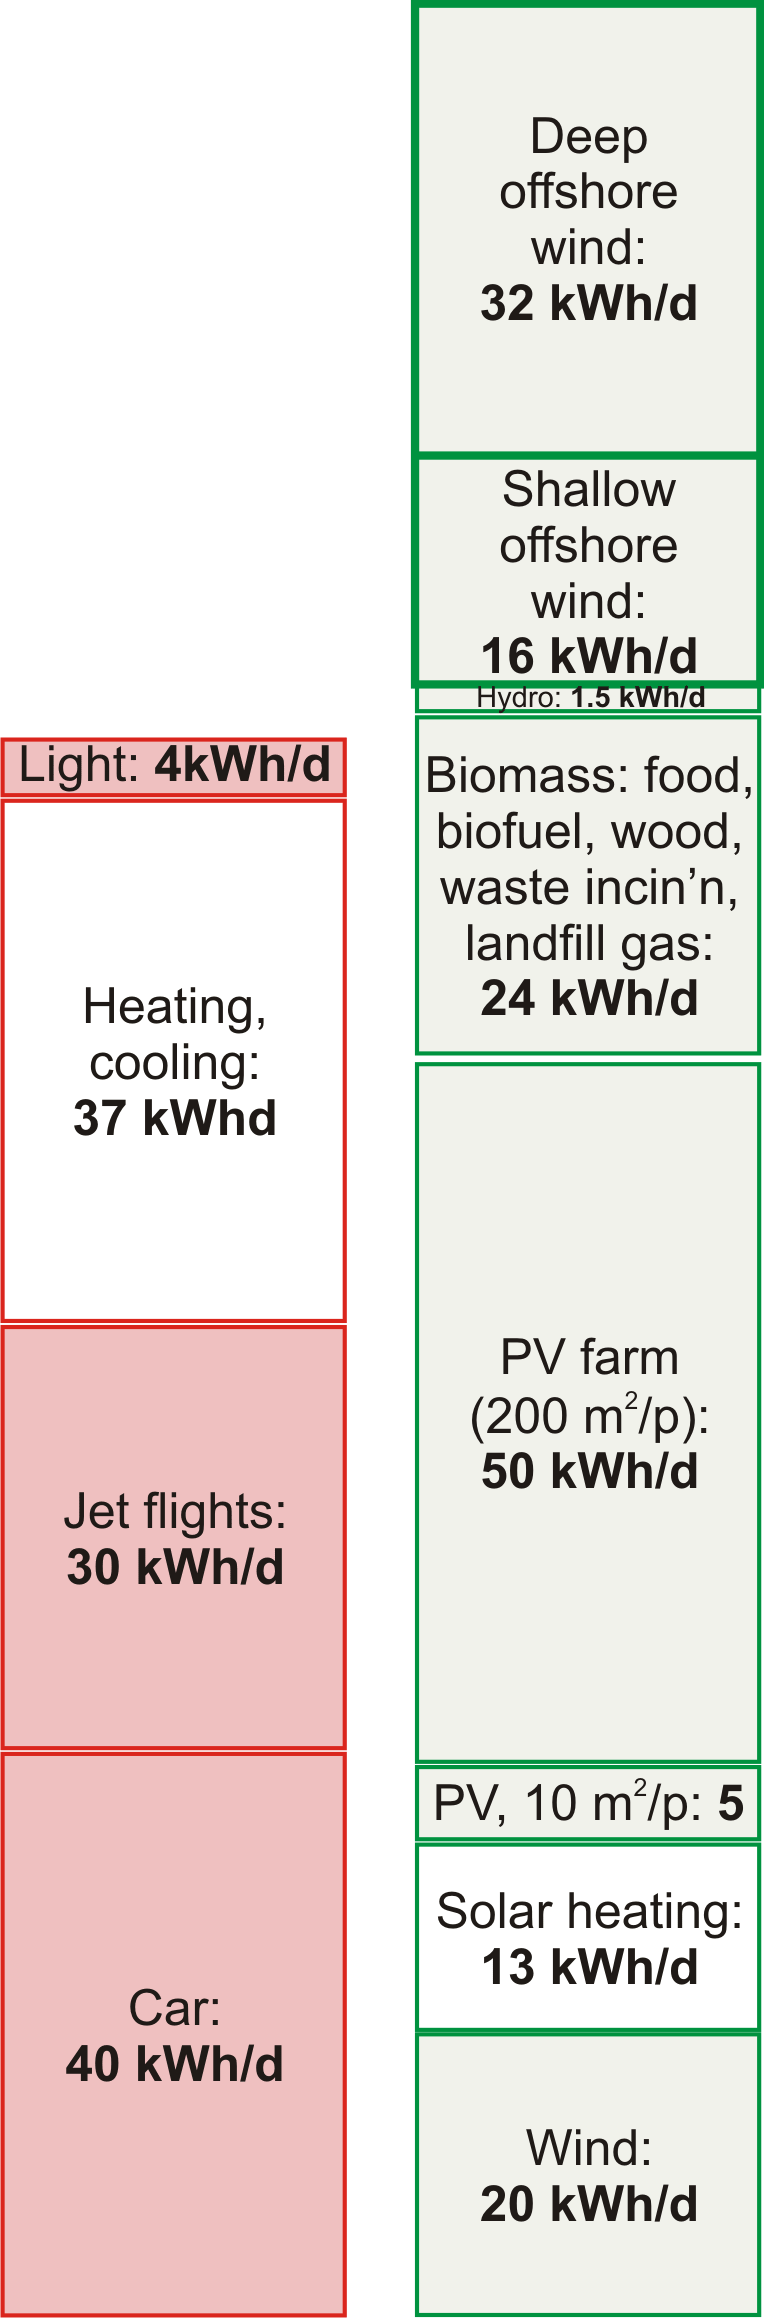 Light: 4kWh/d
Heating,
cooling:
37 kWhd
Jet flights:
30 kWh/d
Car:
40 kWh/d
Deep
offshore
wind:
32 kWh/d
Shallow
offshore
wind:
16 kWh/d
Hydro: 1.5 kWh/d
Biomass: food,
biofuel, wood,
waste incin’n,
landfill gas:
24 kWh/d
PV farm
(200 m²/p):
50 kWh/d
PV, 10 m²/p: 5
Solar heating:
13 kWh/d
Wind:
20 kWh/d